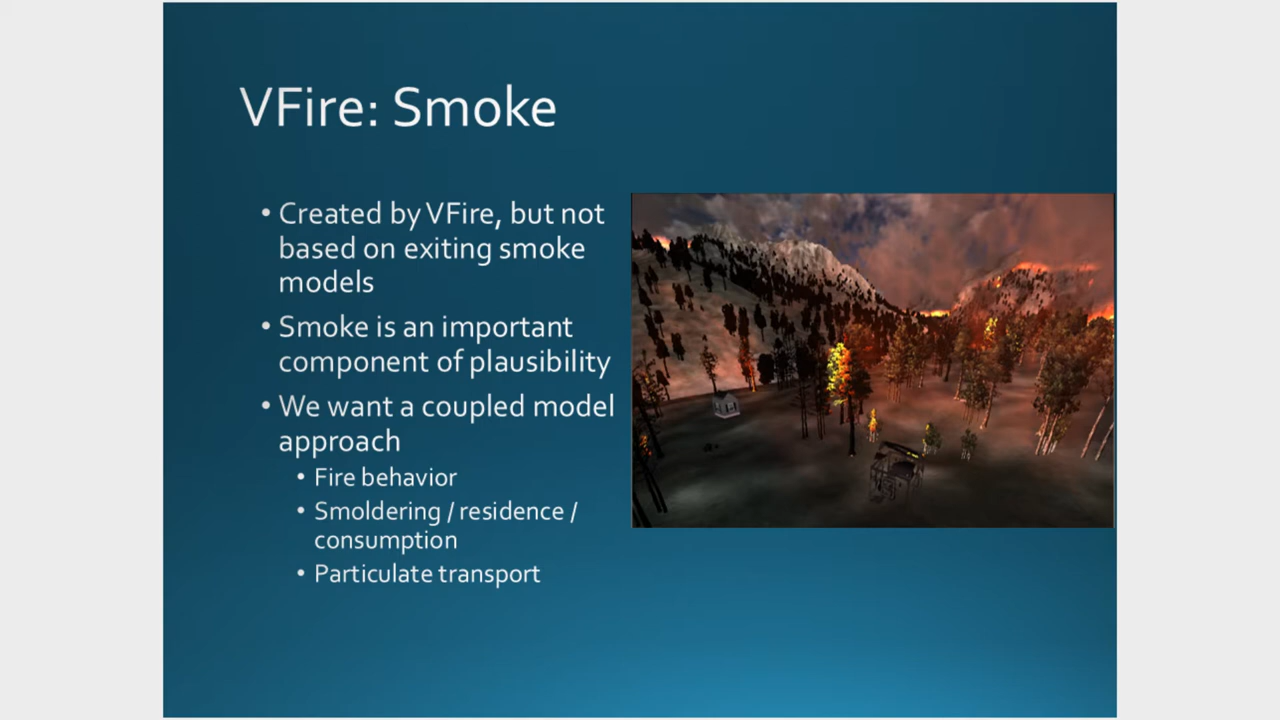 VFire: Smoke
• Created by VFire, but not
based on exiting smoke
models
• Smoke is an important
component of plausibility
• We want a coupled model
approach
• Fire behavior
• Smoldering / residence /
consumption
• Particulate transport